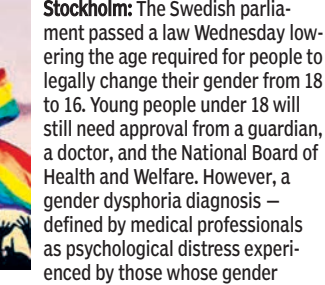 Stockholm: The Swedish parlia-
ment passed a law Wednesday low-
ering the age required for people to
legally change their gender from 18
to 16. Young people under 18 will
still need approval from a guardian,
a doctor, and the National Board of
Health and Welfare. However, a
gender dysphoria diagnosis —
defined by medical professionals
as psychological distress experi-
enced by those whose gender